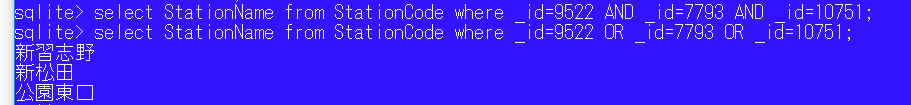 sqlite> select StationName from StationCode where _id=9522 AND _id=7793 AND _id=10751;
sqlite> select StationName from StationCode where _id=9522 OR _id=7793 OR _id=10751;
新習志野
新松田
公園東口